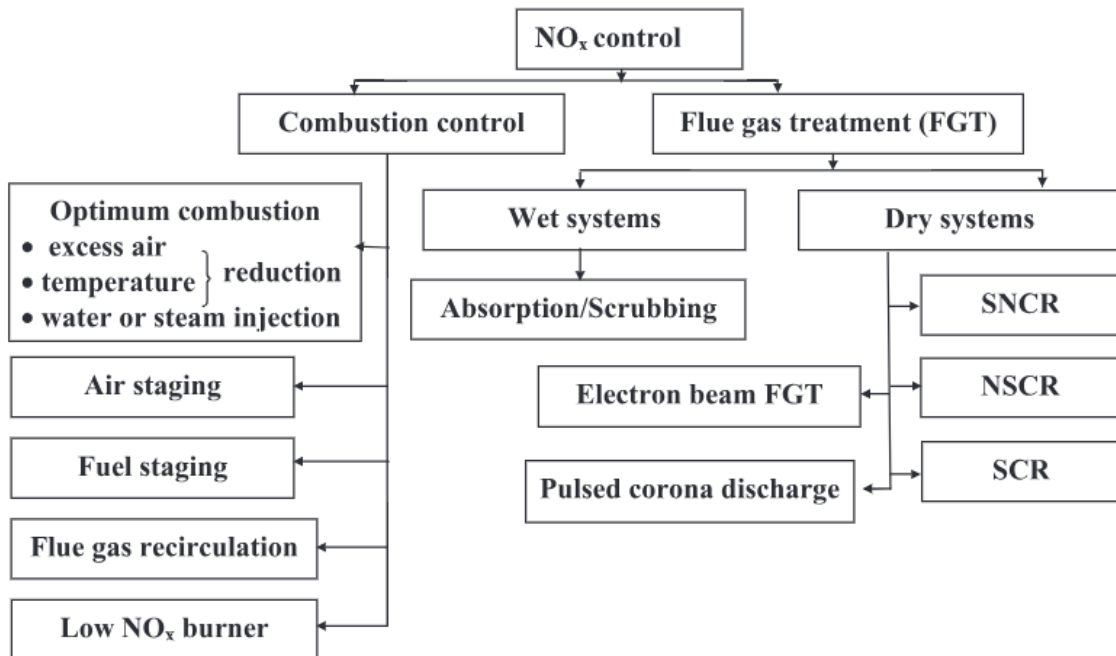 NOₓ control
Combustion control
Flue gas treatment (FGT)
Optimum combustion
• excess air
• temperature } reduction
• water or steam injection
Air staging
Fuel staging
Flue gas recirculation
Low NOₓ burner
Wet systems
Absorption/Scrubbing
Dry systems
SNCR
NSCR
SCR
Electron beam FGT
Pulsed corona discharge